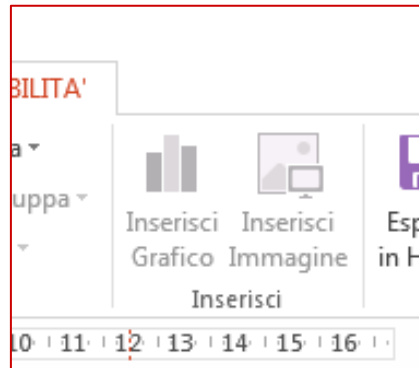 BILITA'
a
uppa
Inserisci Inserisci Esp
Grafico Immagine in H
Inserisci
10 11 12 13 14 15 16